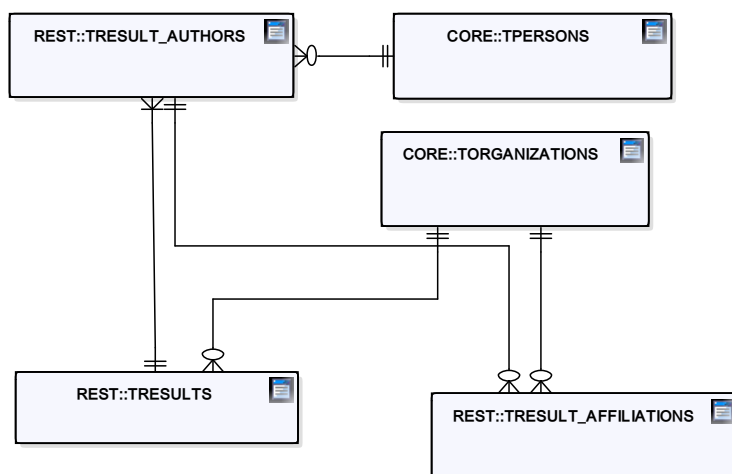 REST::TRESULT_AUTHORS
CORE::TPERSONS
CORE::TORGANIZATIONS
REST::TRESULTS
REST::TRESULT_AFFILIATIONS